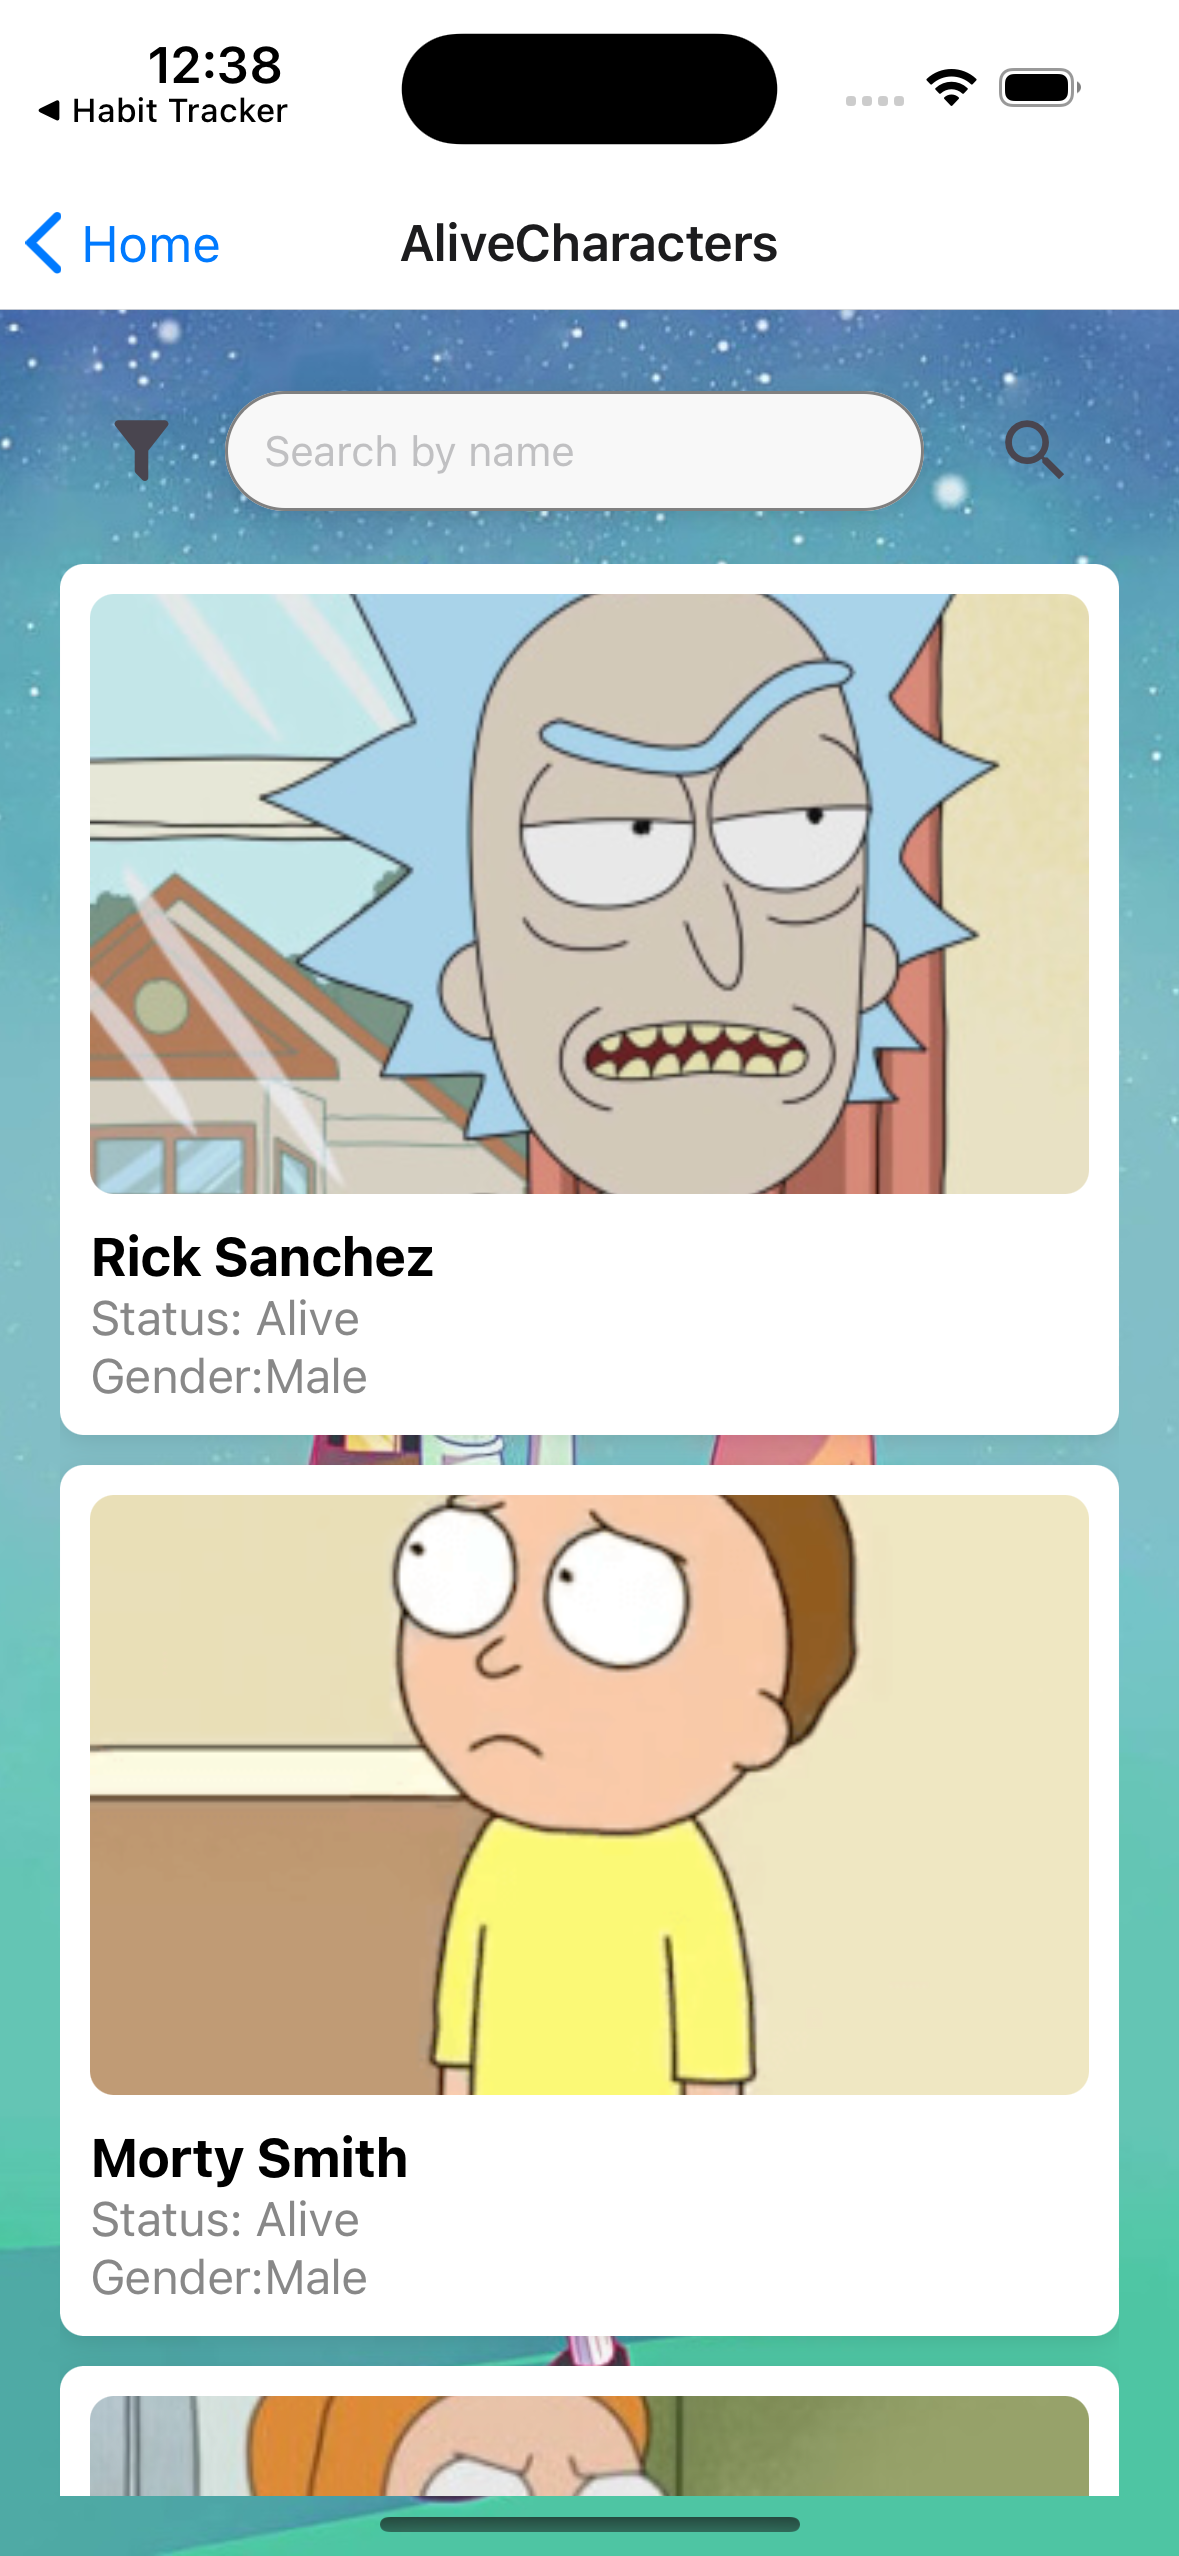 12:38
Habit Tracker
Home
AliveCharacters
Search by name
Rick Sanchez
Status: Alive
Gender:Male
Morty Smith
Status: Alive
Gender:Male